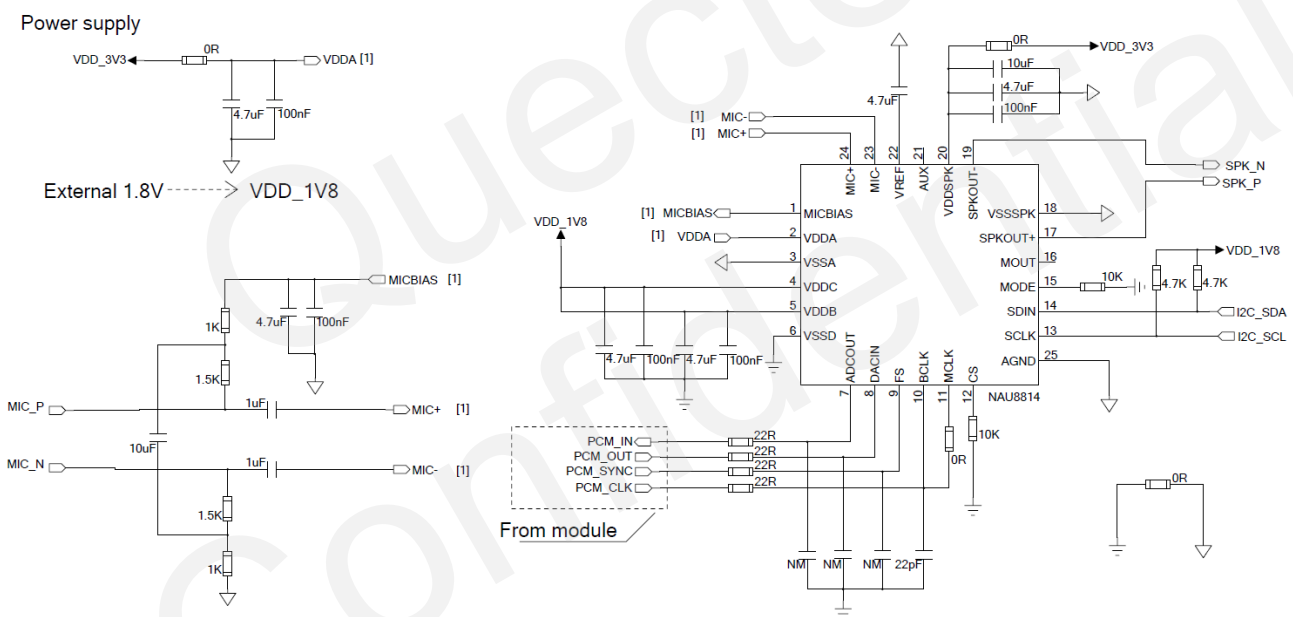 Quectel
Confidential
Power supply
0R
VDD_3V3
VDDA [1]
4.7uF
100nF
External 1.8V
VDD_1V8
MICBIAS [1]
1K
4.7uF
100nF
1.5K
MIC_P
1uF
MIC+ [1]
10uF
MIC_N
1uF
MIC- [1]
1.5K
1K
0R
VDD_3V3
10uF
4.7uF
100nF
4.7uF
[1] MIC-
[1] MIC+
24
23
22
21
20
19
MIC+
MIC-
VREF
AUX
VDDSPK
SPKOUT-
SPK_N
SPK_P
[1] MICBIAS
1 MICBIAS
VSSSPK 18
VDD_1V8
[1] VDDA
2 VDDA
SPKOUT+ 17
3 VSSA
MOUT 16
VDD_1V8
4 VDDC
MODE 15
10K
4.7K
4.7K
5 VDDB
SDIN 14
I2C_SDA
6 VSSD
SCLK 13
I2C_SCL
AGND 25
4.7uF
100nF
4.7uF
100nF
ADCOUT
DACIN
FS
BCLK
MCLK
CS
NAU8814
7
8
9
10
11
12
PCM_IN
22R
PCM_OUT
22R
PCM_SYNC
22R
PCM_CLK
22R
0R
10K
From module
NM
NM
NM
22pF
0R